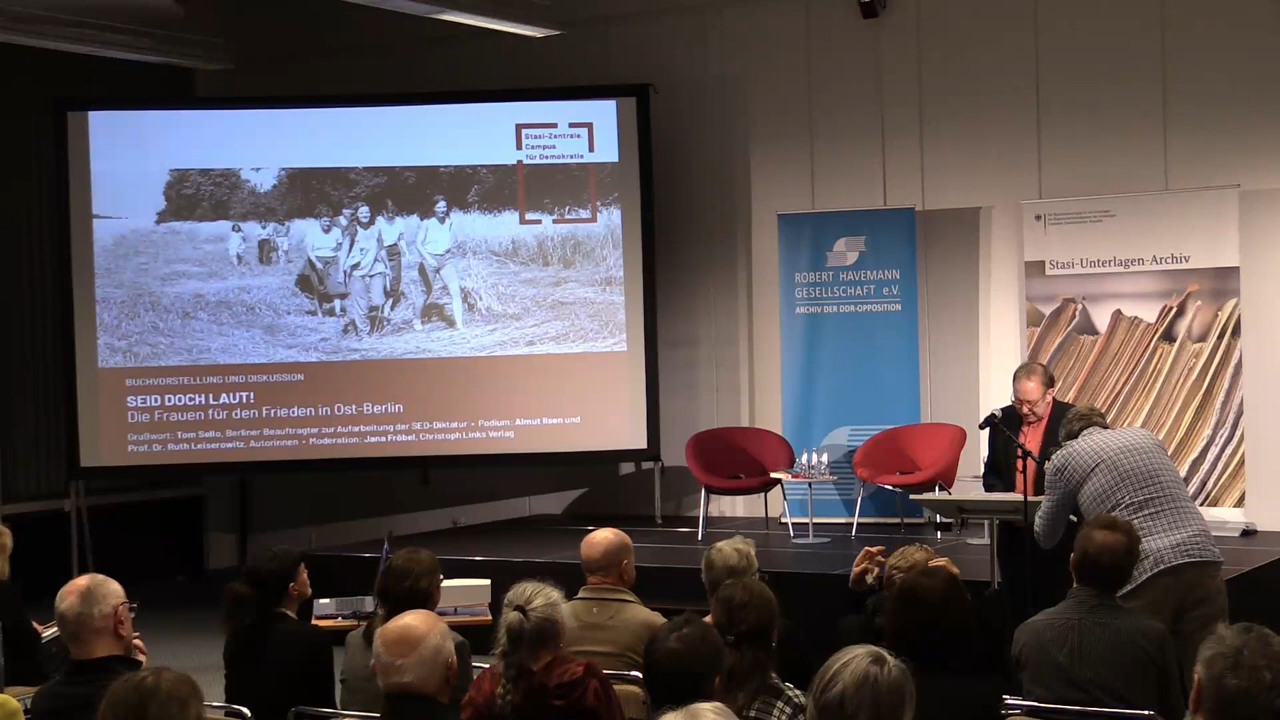 Stasi-Zentrale.
Campus
für Demokratie
BUCHVORSTELLUNG UND DISKUSSION
SEID DOCH LAUT!
Die Frauen für den Frieden in Ost-Berlin
Grußwort: Tom Sello, Berliner Beauftragter zur Aufarbeitung der SED-Diktatur • Podium: Almut Ilsen und
Prof. Dr. Ruth Leiserowitz, Autorinnen • Moderation: Jana Fröbel, Christoph Links Verlag
ROBERT HAVEMANN
GESELLSCHAFT e.V.
ARCHIV DER DDR-OPPOSITION
Stasi-Unterlagen-Archiv